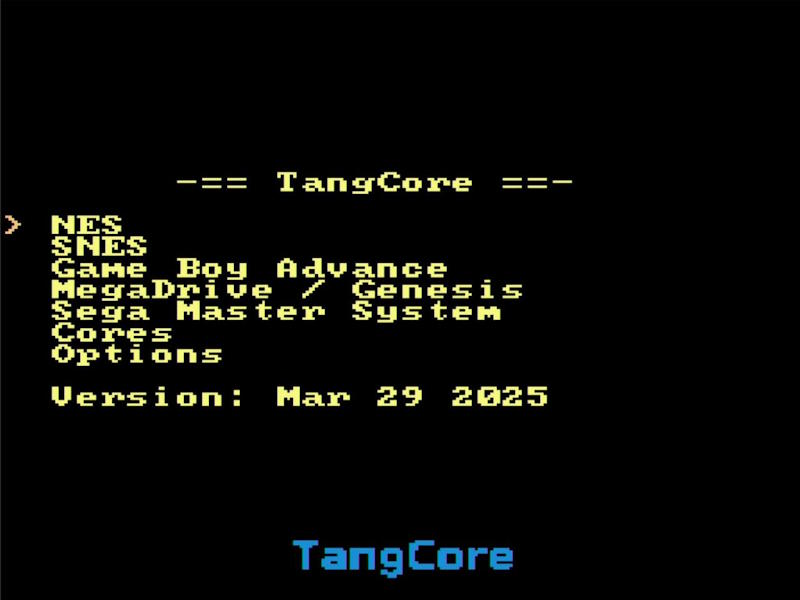 -== TangCore ==-
> NES
SNES
Game Boy Advance
MegaDrive / Genesis
Sega Master System
Cores
Options
Version: Mar 29 2025
TangCore